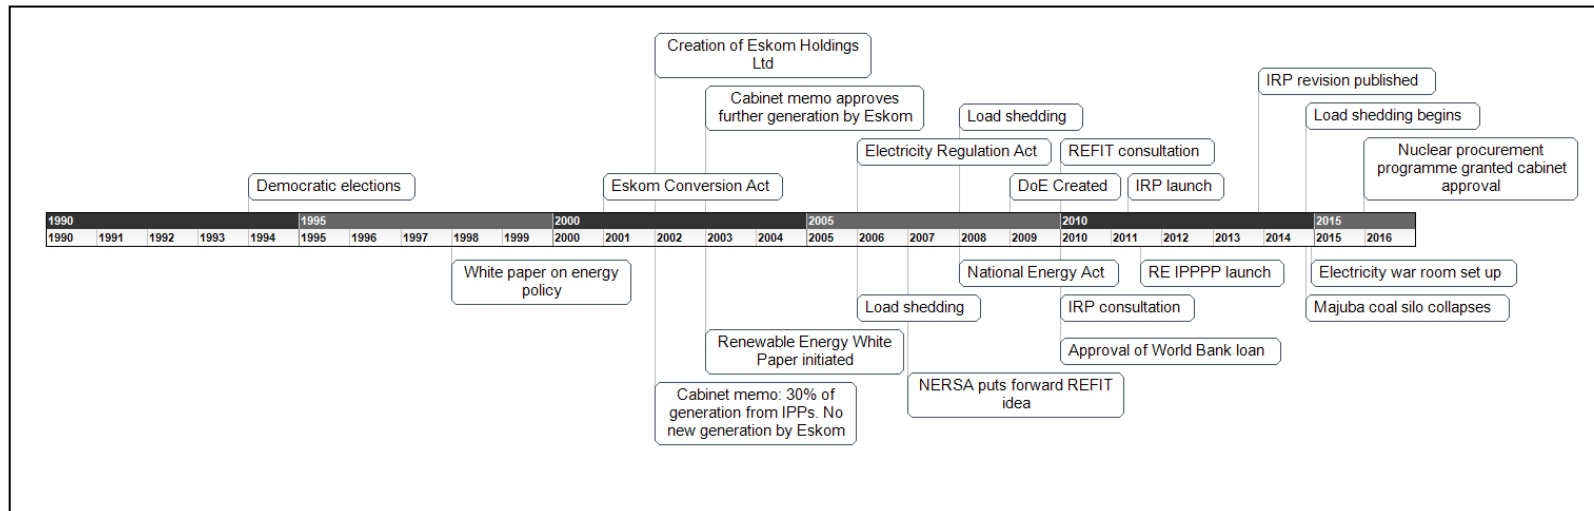 Creation of Eskom Holdings
Ltd
IRP revision published
Cabinet memo approves
further generation by Eskom
Load shedding
Load shedding begins
Electricity Regulation Act
REFIT consultation
Nuclear procurement
programme granted cabinet
approval
Democratic elections
Eskom Conversion Act
DoE Created
IRP launch
1990 1995 2000 2005 2010 2015
1990 1991 1992 1993 1994 1995 1996 1997 1998 1999 2000 2001 2002 2003 2004 2005 2006 2007 2008 2009 2010 2011 2012 2013 2014 2015 2016
White paper on energy
policy
National Energy Act
RE IPPPP launch
Electricity war room set up
Load shedding
IRP consultation
Majuba coal silo collapses
Renewable Energy White
Paper initiated
Approval of World Bank loan
NERSA puts forward REFIT
idea
Cabinet memo: 30% of
generation from IPPs. No
new generation by Eskom